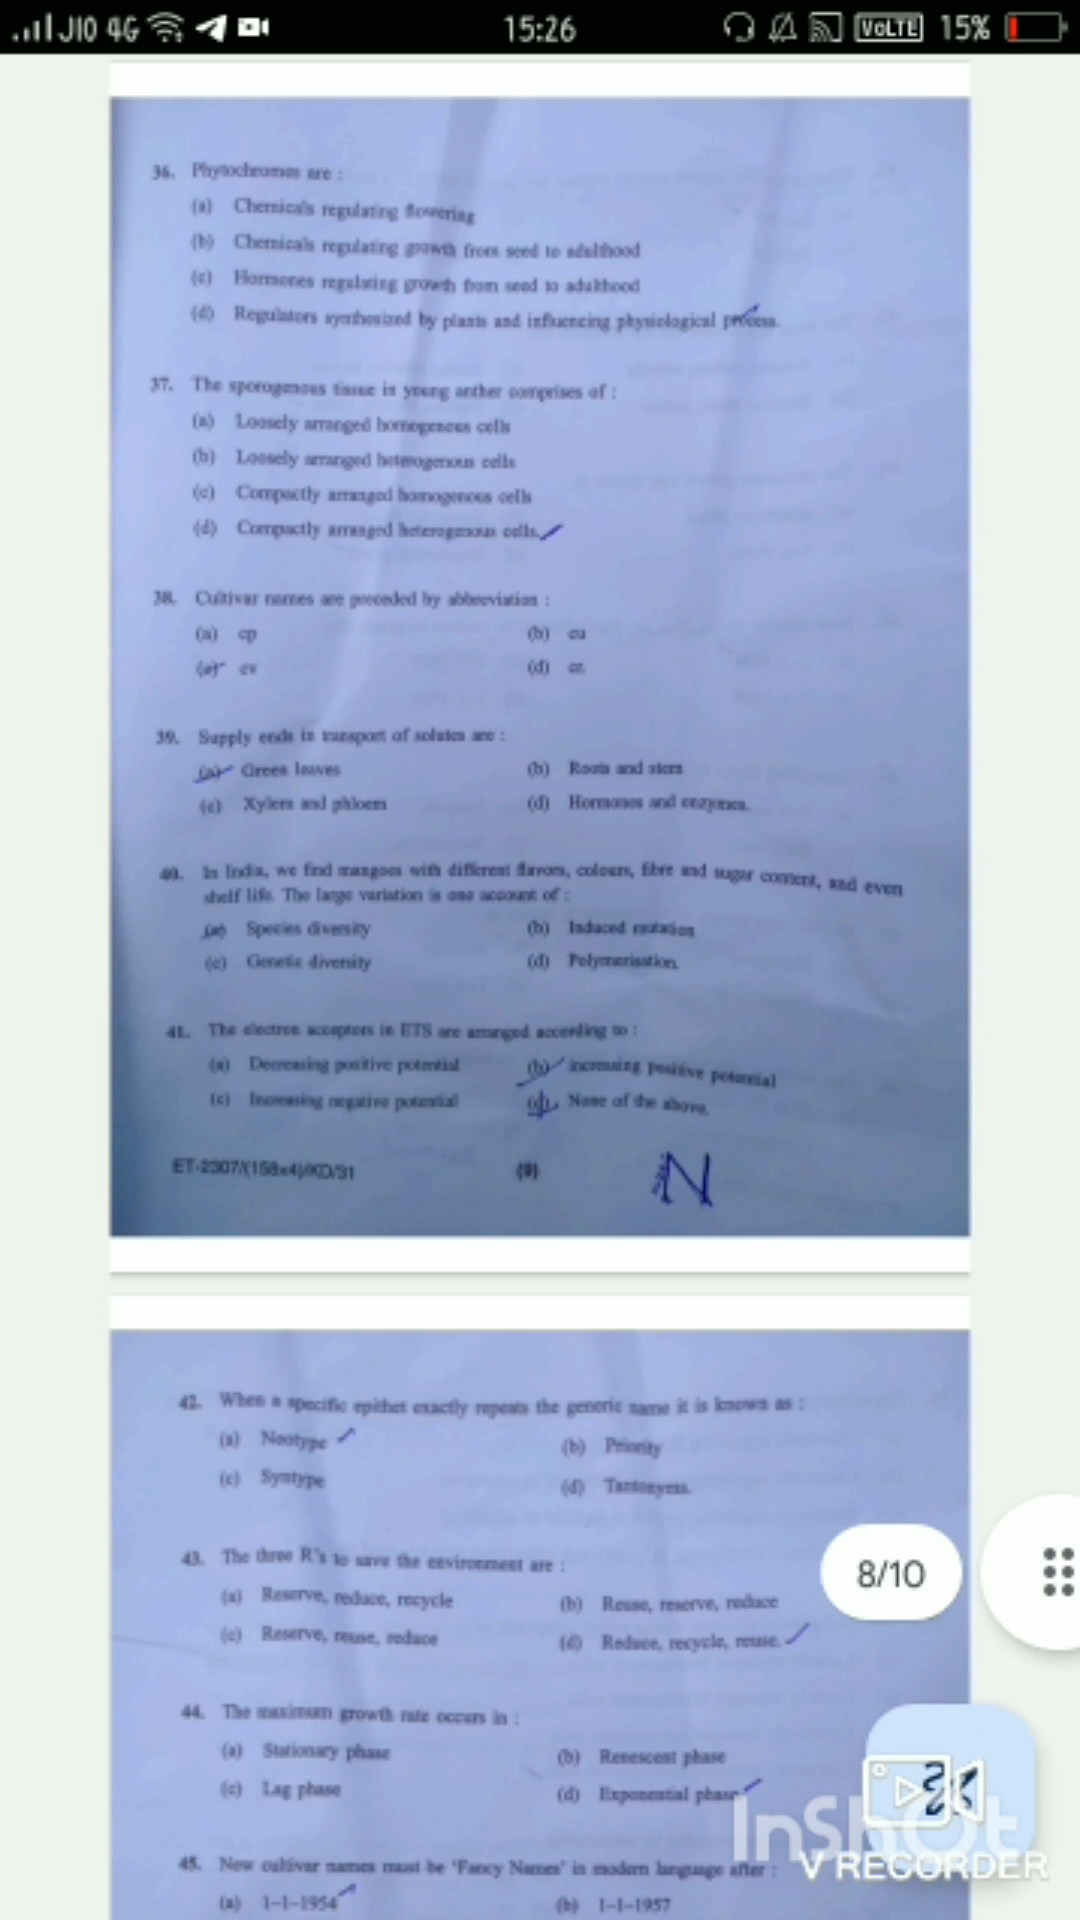 JIO 4G 15:26 VoLTE 15%
36. Phytochromes are :
(a) Chemicals regulating flowering
(b) Chemicals regulating growth from seed to adulthood
(c) Hormones regulating growth from seed to adulthood
(d) Regulators synthesized by plants and influencing physiological process.
37. The sporogenous tissue in young anther comprises of :
(a) Loosely arranged homogenous cells
(b) Loosely arranged heterogenous cells
(c) Compactly arranged homogenous cells
(d) Compactly arranged heterogenous cells.
38. Cultivar names are preceded by abbreviation :
(a) cp (b) cu
(c) cv (d) cr.
39. Supply ends in transport of solutes are :
(a) Green leaves (b) Roots and stem
(c) Xylem and phloem (d) Hormones and enzymes.
40. In India, we find mangoes with different flavors, colours, fibre and sugar content, and even
shelf life. The large variation is one account of :
(a) Species diversity (b) Induced mutation
(c) Genetic diversity (d) Polymerisation.
41. The electron acceptors in ETS are arranged according to :
(a) Decreasing positive potential (b) increasing positive potential
(c) Increasing negative potential (d) None of the above.
ET-2307/(158×4)/KD/31 (9) N
42. When a specific epithet exactly repeats the generic name it is known as :
(a) Neotype (b) Priority
(c) Syntype (d) Tantonyms.
43. The three R's to save the environment are :
(a) Reserve, reduce, recycle (b) Reuse, reserve, reduce
(c) Reserve, reuse, reduce (d) Reduce, recycle, reuse.
8/10
44. The maximum growth rate occurs in :
(a) Stationary phase (b) Renescent phase
(c) Lag phase (d) Exponential phase
InShOt
V RECORDER
45. New cultivar names must be 'Fancy Names' in modern language after :
(a) 1-1-1954 (b) 1-1-1957